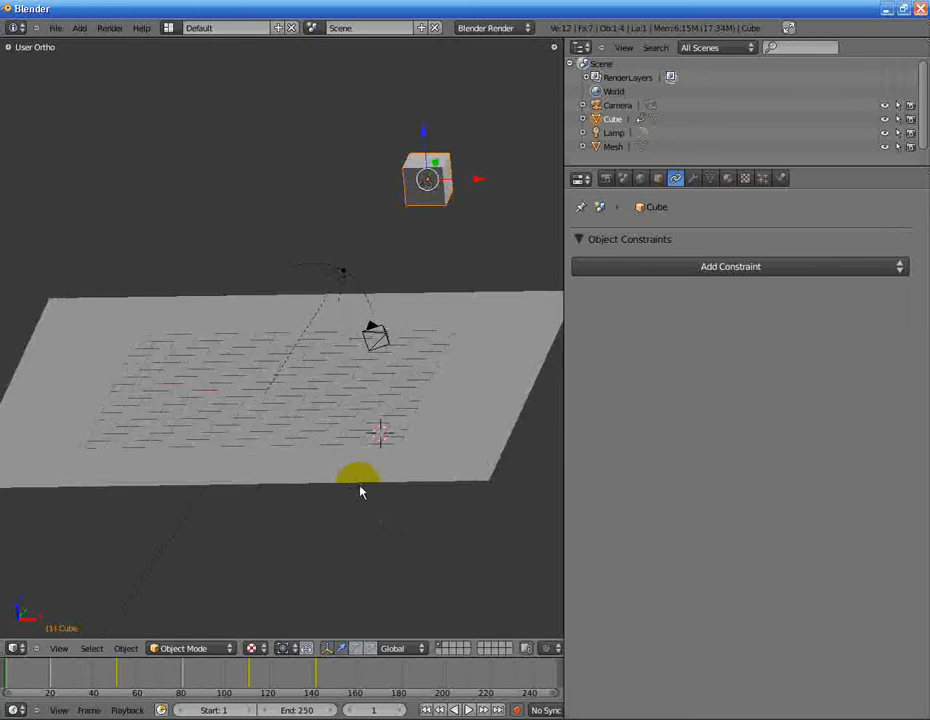 Blender
File Add Render Help Default Scene Blender Render Ve:12 | Fa:7 | Ob:1-4 | La:1 | Mem:6.15M (17.34M) | Cube
User Ortho
View Search All Scenes
Scene
RenderLayers
World
Camera
Cube
Lamp
Mesh
Cube
Object Constraints
Add Constraint
(1) Cube
View Select Object Object Mode Global
0 20 40 60 80 100 120 140 160 180 200 220 240
View Frame Playback Start: 1 End: 250 1 No Sync